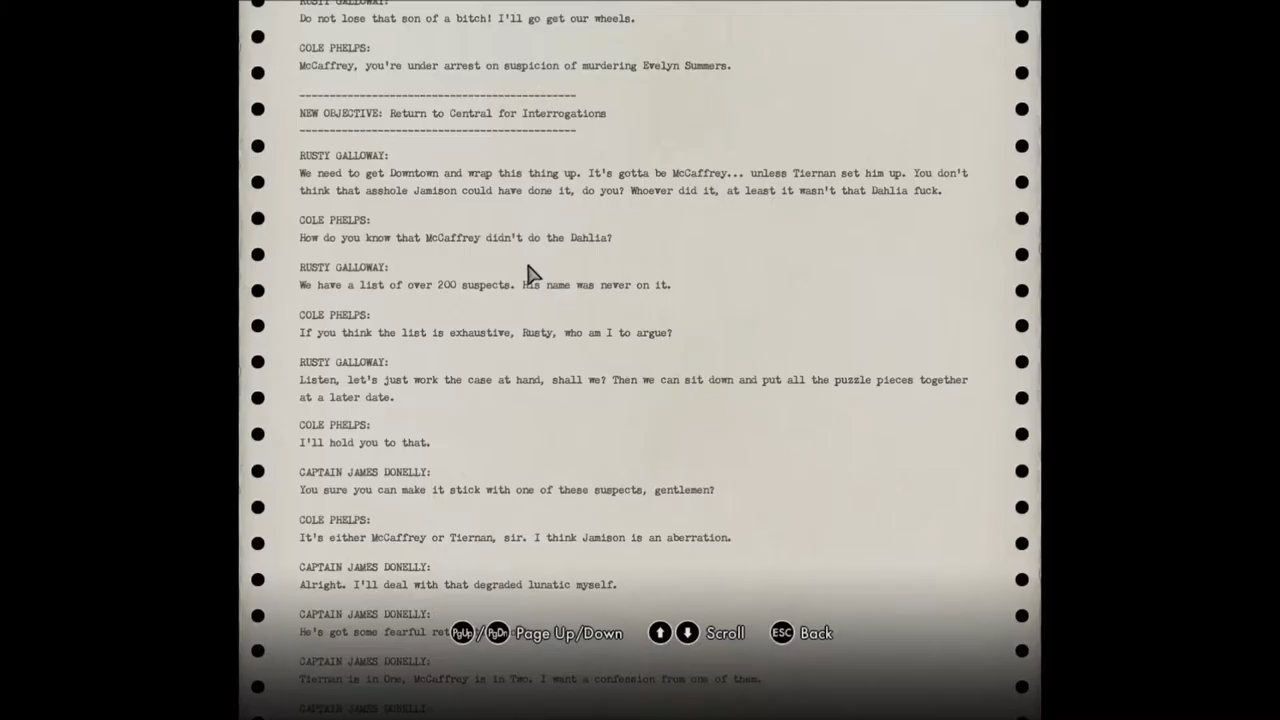 RUSTY GALLOWAY:
Do not lose that son of a bitch! I'll go get our wheels.
COLE PHELPS:
McCaffrey, you're under arrest on suspicion of murdering Evelyn Summers.
----------------------------------------------
NEW OBJECTIVE: Return to Central for Interrogations
----------------------------------------------
RUSTY GALLOWAY:
We need to get Downtown and wrap this thing up. It's gotta be McCaffrey... unless Tiernan set him up. You don't
think that asshole Jamison could have done it, do you? Whoever did it, at least it wasn't that Dahlia fuck.
COLE PHELPS:
How do you know that McCaffrey didn't do the Dahlia?
RUSTY GALLOWAY:
We have a list of over 200 suspects. His name was never on it.
COLE PHELPS:
If you think the list is exhaustive, Rusty, who am I to argue?
RUSTY GALLOWAY:
Listen, let's just work the case at hand, shall we? Then we can sit down and put all the puzzle pieces together
at a later date.
COLE PHELPS:
I'll hold you to that.
CAPTAIN JAMES DONELLY:
You sure you can make it stick with one of these suspects, gentlemen?
COLE PHELPS:
It's either McCaffrey or Tiernan, sir. I think Jamison is an aberration.
CAPTAIN JAMES DONELLY:
Alright. I'll deal with that degraded lunatic myself.
CAPTAIN JAMES DONELLY:
He's got some fearful
PgUp/PgDn Page Up/Down Scroll ESC Back
CAPTAIN JAMES DONELLY:
Tiernan is in One, McCaffrey is in Two. I want a confession from one of them.
CAPTAIN JAMES DONELLY: